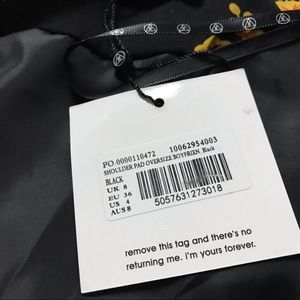 PO.0000110472 10062954003
SHOULDER PAD OVERSIZE BOYFRIEN Black
BLACK
UK 8
EU 36
US 4
AUS 8
5057631273018
remove this tag and there's no
returning me. i'm yours forever.